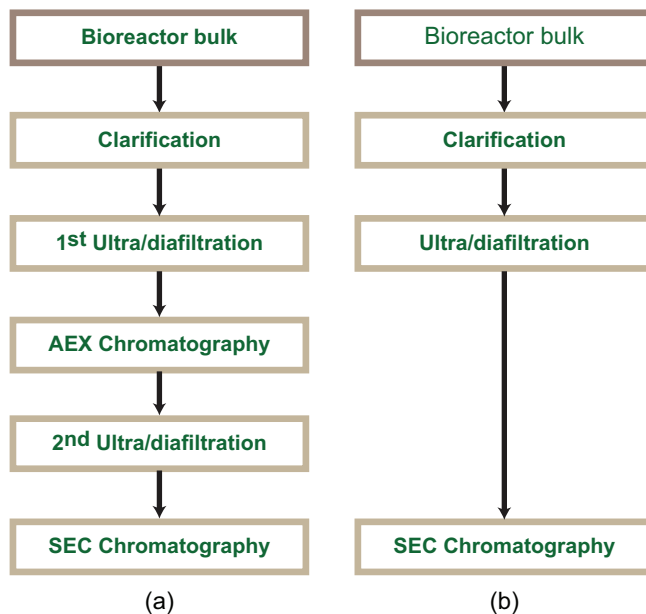 Bioreactor bulk
Clarification
1st Ultra/diafiltration
AEX Chromatography
2nd Ultra/diafiltration
SEC Chromatography
(a)
Bioreactor bulk
Clarification
Ultra/diafiltration
SEC Chromatography
(b)